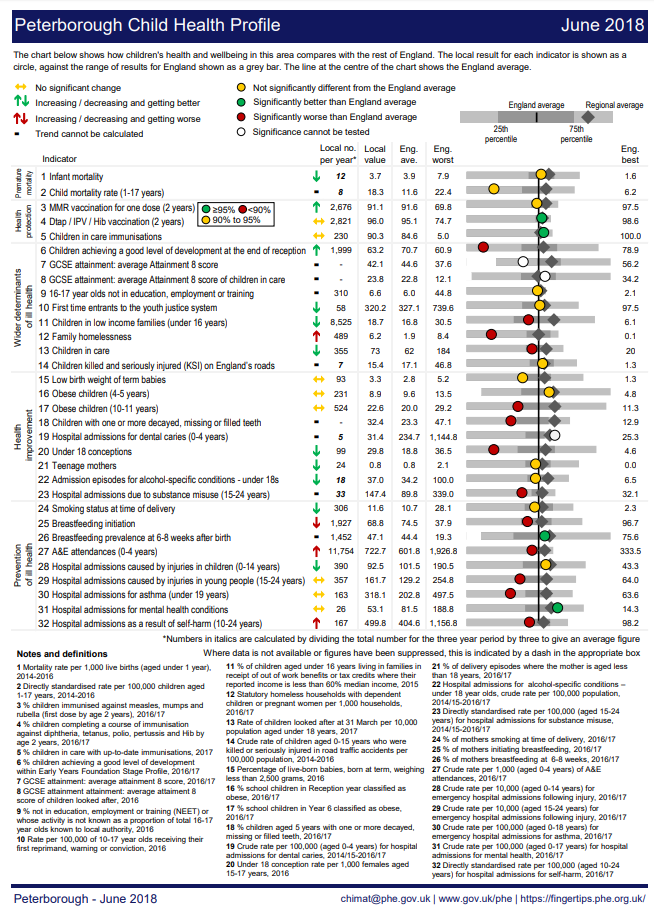 Peterborough Child Health Profile June 2018
The chart below shows how children's health and wellbeing in this area compares with the rest of England. The local result for each indicator is shown as a
circle, against the range of results for England shown as a grey bar. The line at the centre of the chart shows the England average.
No significant change
Increasing / decreasing and getting better
Increasing / decreasing and getting worse
Trend cannot be calculated
Not significantly different from the England average
Significantly better than England average
Significantly worse than England average
Significance cannot be tested
England average Regional average
25th percentile 75th percentile
Indicator Local no. per year* Local value Eng. ave. Eng. worst Eng. best
Premature mortality
1 Infant mortality 12 3.7 3.9 7.9 1.6
2 Child mortality rate (1-17 years) 8 18.3 11.6 22.4 6.2
Health protection
3 MMR vaccination for one dose (2 years) ≥95% <90% 2,676 91.1 91.6 69.8 97.5
4 Dtap / IPV / Hib vaccination (2 years) 90% to 95% 2,821 96.0 95.1 74.7 98.6
5 Children in care immunisations 230 90.3 84.6 5.0 100.0
Wider determinants of ill health
6 Children achieving a good level of development at the end of reception 1,999 63.2 70.7 60.9 78.9
7 GCSE attainment: average Attainment 8 score - 42.1 44.6 37.6 56.2
8 GCSE attainment: average Attainment 8 score of children in care - 23.8 22.8 12.1 34.2
9 16-17 year olds not in education, employment or training 310 6.6 6.0 44.8 2.1
10 First time entrants to the youth justice system 58 320.2 327.1 739.6 97.5
11 Children in low income families (under 16 years) 8,525 18.7 16.8 30.5 6.1
12 Family homelessness 489 6.2 1.9 8.4 0.1
13 Children in care 355 73 62 184 20
14 Children killed and seriously injured (KSI) on England's roads 7 15.4 17.1 46.8 1.3
Health improvement
15 Low birth weight of term babies 93 3.3 2.8 5.2 1.3
16 Obese children (4-5 years) 231 8.9 9.6 13.5 4.8
17 Obese children (10-11 years) 524 22.6 20.0 29.2 11.3
18 Children with one or more decayed, missing or filled teeth - 32.4 23.3 47.1 12.9
19 Hospital admissions for dental caries (0-4 years) 5 31.4 234.7 1,144.8 25.3
20 Under 18 conceptions 99 29.8 18.8 36.5 4.6
21 Teenage mothers 24 0.8 0.8 2.1 0.0
22 Admission episodes for alcohol-specific conditions - under 18s 18 37.0 34.2 100.0 6.5
23 Hospital admissions due to substance misuse (15-24 years) 33 147.4 89.8 339.0 32.1
Prevention of ill health
24 Smoking status at time of delivery 306 11.6 10.7 28.1 2.3
25 Breastfeeding initiation 1,927 68.8 74.5 37.9 96.7
26 Breastfeeding prevalence at 6-8 weeks after birth 1,452 47.1 44.4 19.3 75.6
27 A&E attendances (0-4 years) 11,754 722.7 601.8 1,926.8 333.5
28 Hospital admissions caused by injuries in children (0-14 years) 390 92.5 101.5 190.5 43.3
29 Hospital admissions caused by injuries in young people (15-24 years) 357 161.7 129.2 254.8 64.0
30 Hospital admissions for asthma (under 19 years) 163 318.1 202.8 497.5 63.6
31 Hospital admissions for mental health conditions 26 53.1 81.5 188.8 14.3
32 Hospital admissions as a result of self-harm (10-24 years) 167 499.8 404.6 1,156.8 98.2
*Numbers in italics are calculated by dividing the total number for the three year period by three to give an average figure
Notes and definitions Where data is not available or figures have been suppressed, this is indicated by a dash in the appropriate box
1 Mortality rate per 1,000 live births (aged under 1 year),
2014-2016
2 Directly standardised rate per 100,000 children aged
1-17 years, 2014-2016
3 % children immunised against measles, mumps and
rubella (first dose by age 2 years), 2016/17
4 % children completing a course of immunisation
against diphtheria, tetanus, polio, pertussis and Hib by
age 2 years, 2016/17
5 % children in care with up-to-date immunisations, 2017
6 % children achieving a good level of development
within Early Years Foundation Stage Profile, 2016/17
7 GCSE attainment: average attainment 8 score, 2016/17
8 GCSE attainment attainment: average attaiment 8
score of children looked after, 2016
9 % not in education, employment or training (NEET) or
whose activity is not known as a proportion of total 16-17
year olds known to local authority, 2016
10 Rate per 100,000 of 10-17 year olds receiving their
first reprimand, warning or conviction, 2016
11 % of children aged under 16 years living in families in
receipt of out of work benefits or tax credits where their
reported income is less than 60% median income, 2015
12 Statutory homeless households with dependent
children or pregnant women per 1,000 households,
2016/17
13 Rate of children looked after at 31 March per 10,000
population aged under 18 years, 2017
14 Crude rate of children aged 0-15 years who were
killed or seriously injured in road traffic accidents per
100,000 population, 2014-2016
15 Percentage of live-born babies, born at term, weighing
less than 2,500 grams, 2016
16 % school children in Reception year classified as
obese, 2016/17
17 % school children in Year 6 classified as obese,
2016/17
18 % children aged 5 years with one or more decayed,
missing or filled teeth, 2016/17
19 Crude rate per 100,000 (aged 0-4 years) for hospital
admissions for dental caries, 2014/15-2016/17
20 Under 18 conception rate per 1,000 females aged
15-17 years, 2016
21 % of delivery episodes where the mother is aged less
than 18 years, 2016/17
22 Hospital admissions for alcohol-specific conditions –
under 18 year olds, crude rate per 100,000 population,
2014/15-2016/17
23 Directly standardised rate per 100,000 (aged 15-24
years) for hospital admissions for substance misuse,
2014/15-2016/17
24 % of mothers smoking at time of delivery, 2016/17
25 % of mothers initiating breastfeeding, 2016/17
26 % of mothers breastfeeding at 6-8 weeks, 2016/17
27 Crude rate per 1,000 (aged 0-4 years) of A&E
attendances, 2016/17
28 Crude rate per 10,000 (aged 0-14 years) for
emergency hospital admissions following injury, 2016/17
29 Crude rate per 10,000 (aged 15-24 years) for
emergency hospital admissions following injury, 2016/17
30 Crude rate per 100,000 (aged 0-18 years) for
emergency hospital admissions for asthma, 2016/17
31 Crude rate per 100,000 (aged 0-17 years) for hospital
admissions for mental health, 2016/17
32 Directly standardised rate per 100,000 (aged 10-24
years) for hospital admissions for self-harm, 2016/17
Peterborough - June 2018 chimat@phe.gov.uk | www.gov.uk/phe | https://fingertips.phe.org.uk/